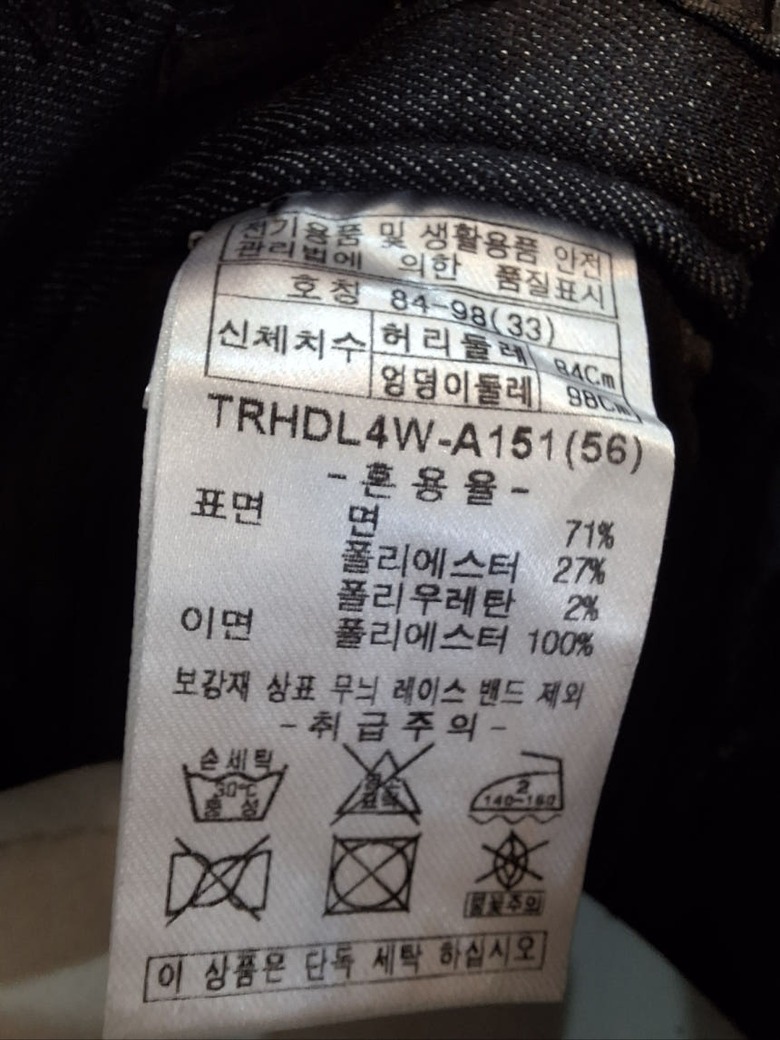 전기용품 및 생활용품 안전
관리법에 의한 품질표시
호칭 84-98(33)
신체치수 허리둘레 84Cm
엉덩이둘레 98Cm
TRHDL4W-A151(56)
-혼용율-
표면 면 71%
폴리에스터 27%
폴리우레탄 2%
이면 폴리에스터 100%
보강재 상표 무늬 레이스 밴드 제외
-취급주의-
손세탁
30℃
중성
2
140~160
불꽃주의
이 상품은 단독 세탁 하십시오